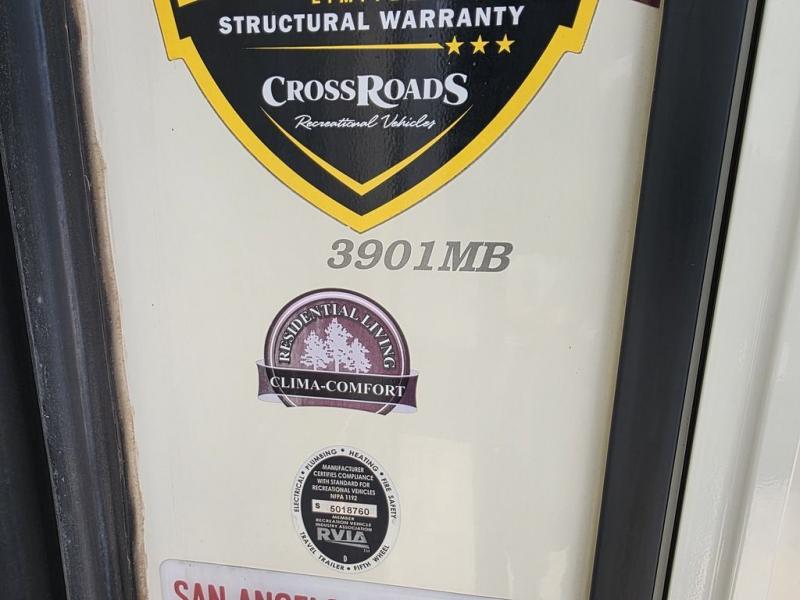 STRUCTURAL WARRANTY
CROSSROADS
Recreational Vehicles
3901MB
RESIDENTIAL LIVING
CLIMA-COMFORT
ELECTRICAL • PLUMBING • HEATING • FIRE SAFETY
MANUFACTURER
CERTIFIES COMPLIANCE
WITH STANDARD FOR
RECREATIONAL VEHICLES
NFPA 1192
S 5018760
MEMBER
RECREATION VEHICLE
INDUSTRY ASSOCIATION
RVIA
D
TRAVEL TRAILER • FIFTH WHEEL
SAN